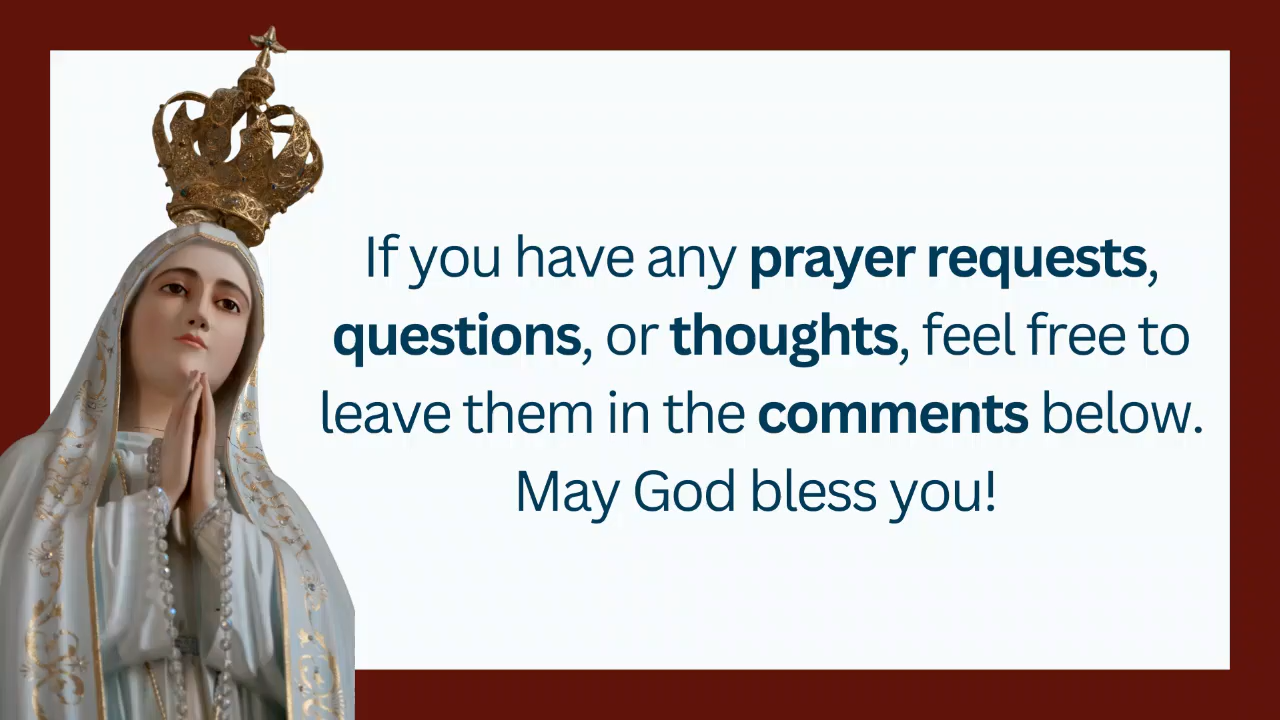 If you have any prayer requests,
questions, or thoughts, feel free to
leave them in the comments below.
May God bless you!